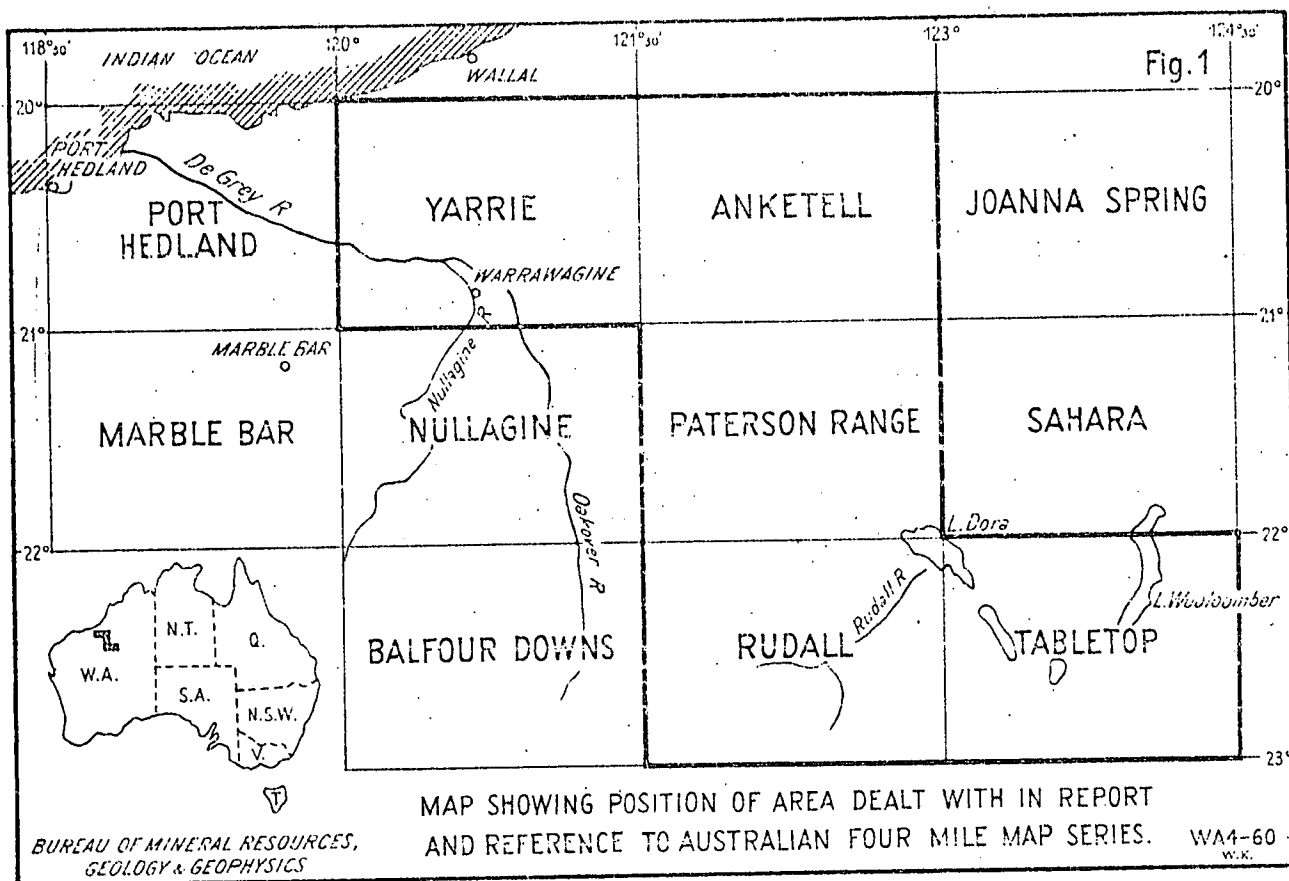 118°30'
120°
121°30'
123°
124°30'
INDIAN OCEAN
WALLAL
Fig. 1
20°
20°
PORT
HEDLAND
De Grey R
PORT
HEDLAND
YARRIE
ANKETELL
JOANNA SPRING
WARRAWAGINE
21°
21°
MARBLE BAR
Nullagine R
MARBLE BAR
NULLAGINE
PATERSON RANGE
SAHARA
Oakover R
22°
L. Dora
22°
Rudall R
L. Wooloomber
BALFOUR DOWNS
RUDALL
TABLETOP
N.T.
Q.
W.A.
S.A.
N.S.W.
V.
T
23°
MAP SHOWING POSITION OF AREA DEALT WITH IN REPORT
AND REFERENCE TO AUSTRALIAN FOUR MILE MAP SERIES.
BUREAU OF MINERAL RESOURCES,
GEOLOGY & GEOPHYSICS
WA4-60
W.K.